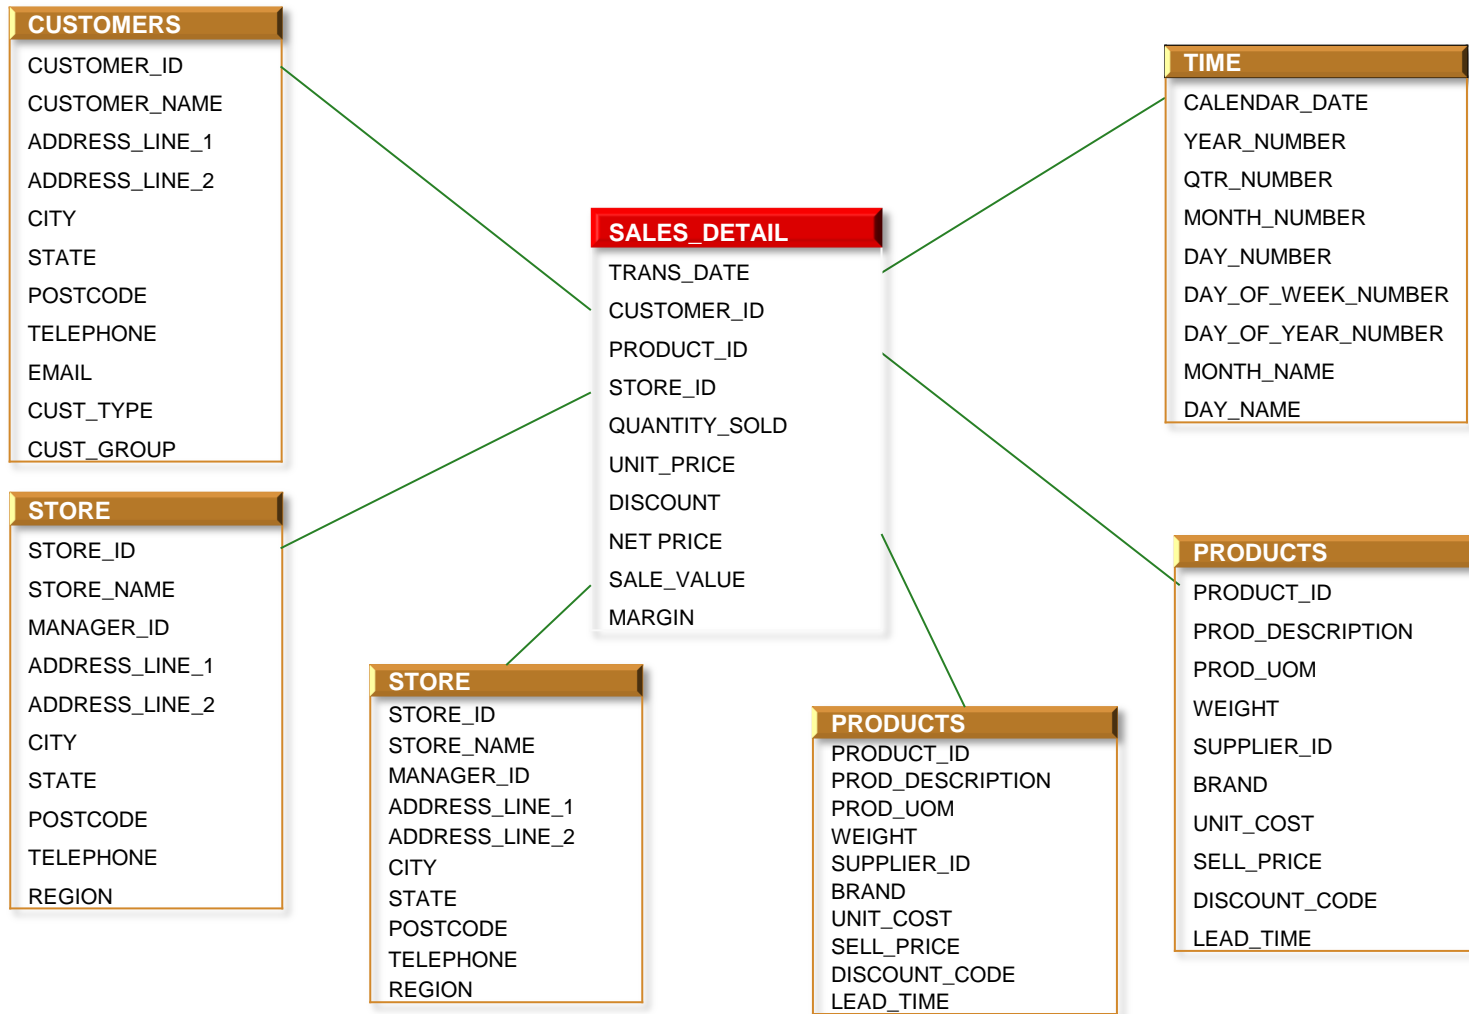 CUSTOMERS
CUSTOMER_ID
CUSTOMER_NAME
ADDRESS_LINE_1
ADDRESS_LINE_2
CITY
STATE
POSTCODE
TELEPHONE
EMAIL
CUST_TYPE
CUST_GROUP
TIME
CALENDAR_DATE
YEAR_NUMBER
QTR_NUMBER
MONTH_NUMBER
DAY_NUMBER
DAY_OF_WEEK_NUMBER
DAY_OF_YEAR_NUMBER
MONTH_NAME
DAY_NAME
SALES_DETAIL
TRANS_DATE
CUSTOMER_ID
PRODUCT_ID
STORE_ID
QUANTITY_SOLD
UNIT_PRICE
DISCOUNT
NET PRICE
SALE_VALUE
MARGIN
STORE
STORE_ID
STORE_NAME
MANAGER_ID
ADDRESS_LINE_1
ADDRESS_LINE_2
CITY
STATE
POSTCODE
TELEPHONE
REGION
STORE
STORE_ID
STORE_NAME
MANAGER_ID
ADDRESS_LINE_1
ADDRESS_LINE_2
CITY
STATE
POSTCODE
TELEPHONE
REGION
PRODUCTS
PRODUCT_ID
PROD_DESCRIPTION
PROD_UOM
WEIGHT
SUPPLIER_ID
BRAND
UNIT_COST
SELL_PRICE
DISCOUNT_CODE
LEAD_TIME
PRODUCTS
PRODUCT_ID
PROD_DESCRIPTION
PROD_UOM
WEIGHT
SUPPLIER_ID
BRAND
UNIT_COST
SELL_PRICE
DISCOUNT_CODE
LEAD_TIME